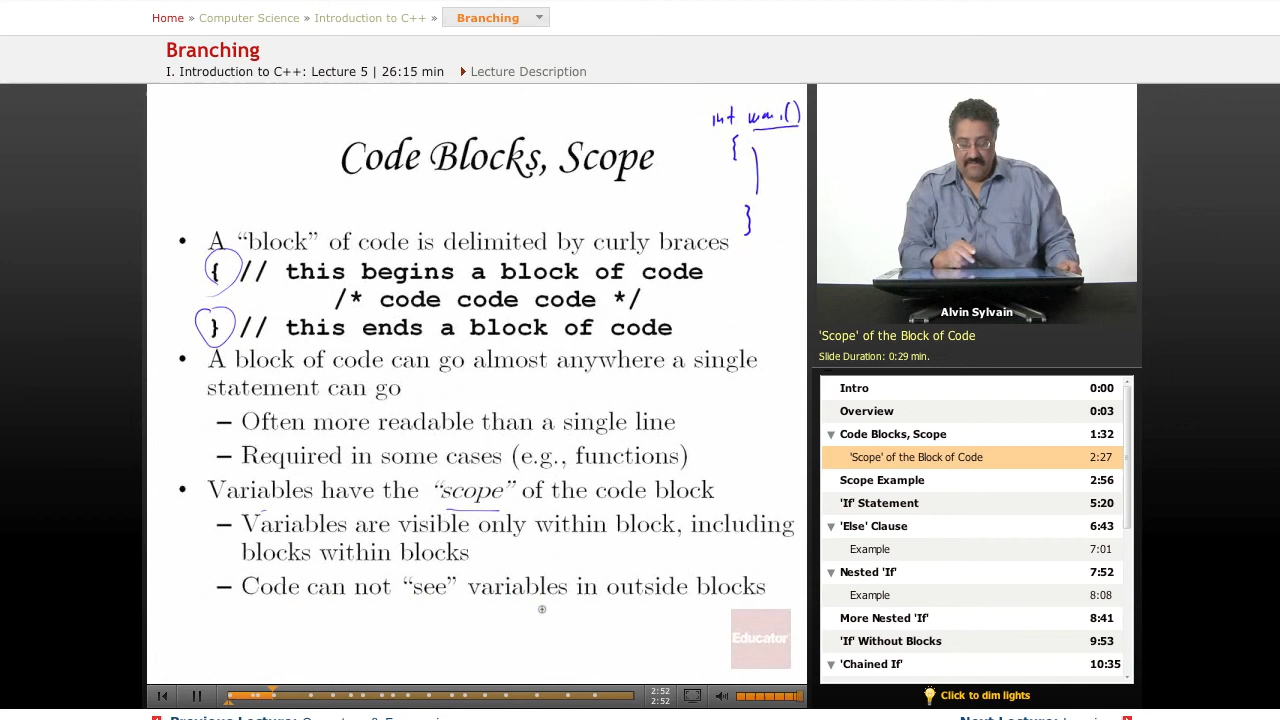 Home » Computer Science » Introduction to C++ » Branching
Branching
I. Introduction to C++: Lecture 5 | 26:15 min Lecture Description
int main()
{
}
Code Blocks, Scope
• A “block” of code is delimited by curly braces
{ // this begins a block of code
/* code code code */
} // this ends a block of code
• A block of code can go almost anywhere a single
statement can go
– Often more readable than a single line
– Required in some cases (e.g., functions)
• Variables have the “scope” of the code block
– Variables are visible only within block, including
blocks within blocks
– Code can not “see” variables in outside blocks
Educator
Alvin Sylvain
'Scope' of the Block of Code
Slide Duration: 0:29 min.
Intro 0:00
Overview 0:03
Code Blocks, Scope 1:32
'Scope' of the Block of Code 2:27
Scope Example 2:56
'If' Statement 5:20
'Else' Clause 6:43
Example 7:01
Nested 'If' 7:52
Example 8:08
More Nested 'If' 8:41
'If' Without Blocks 9:53
'Chained If' 10:35
2:52
2:52
Click to dim lights
Previous Lecture:
Next Lecture: